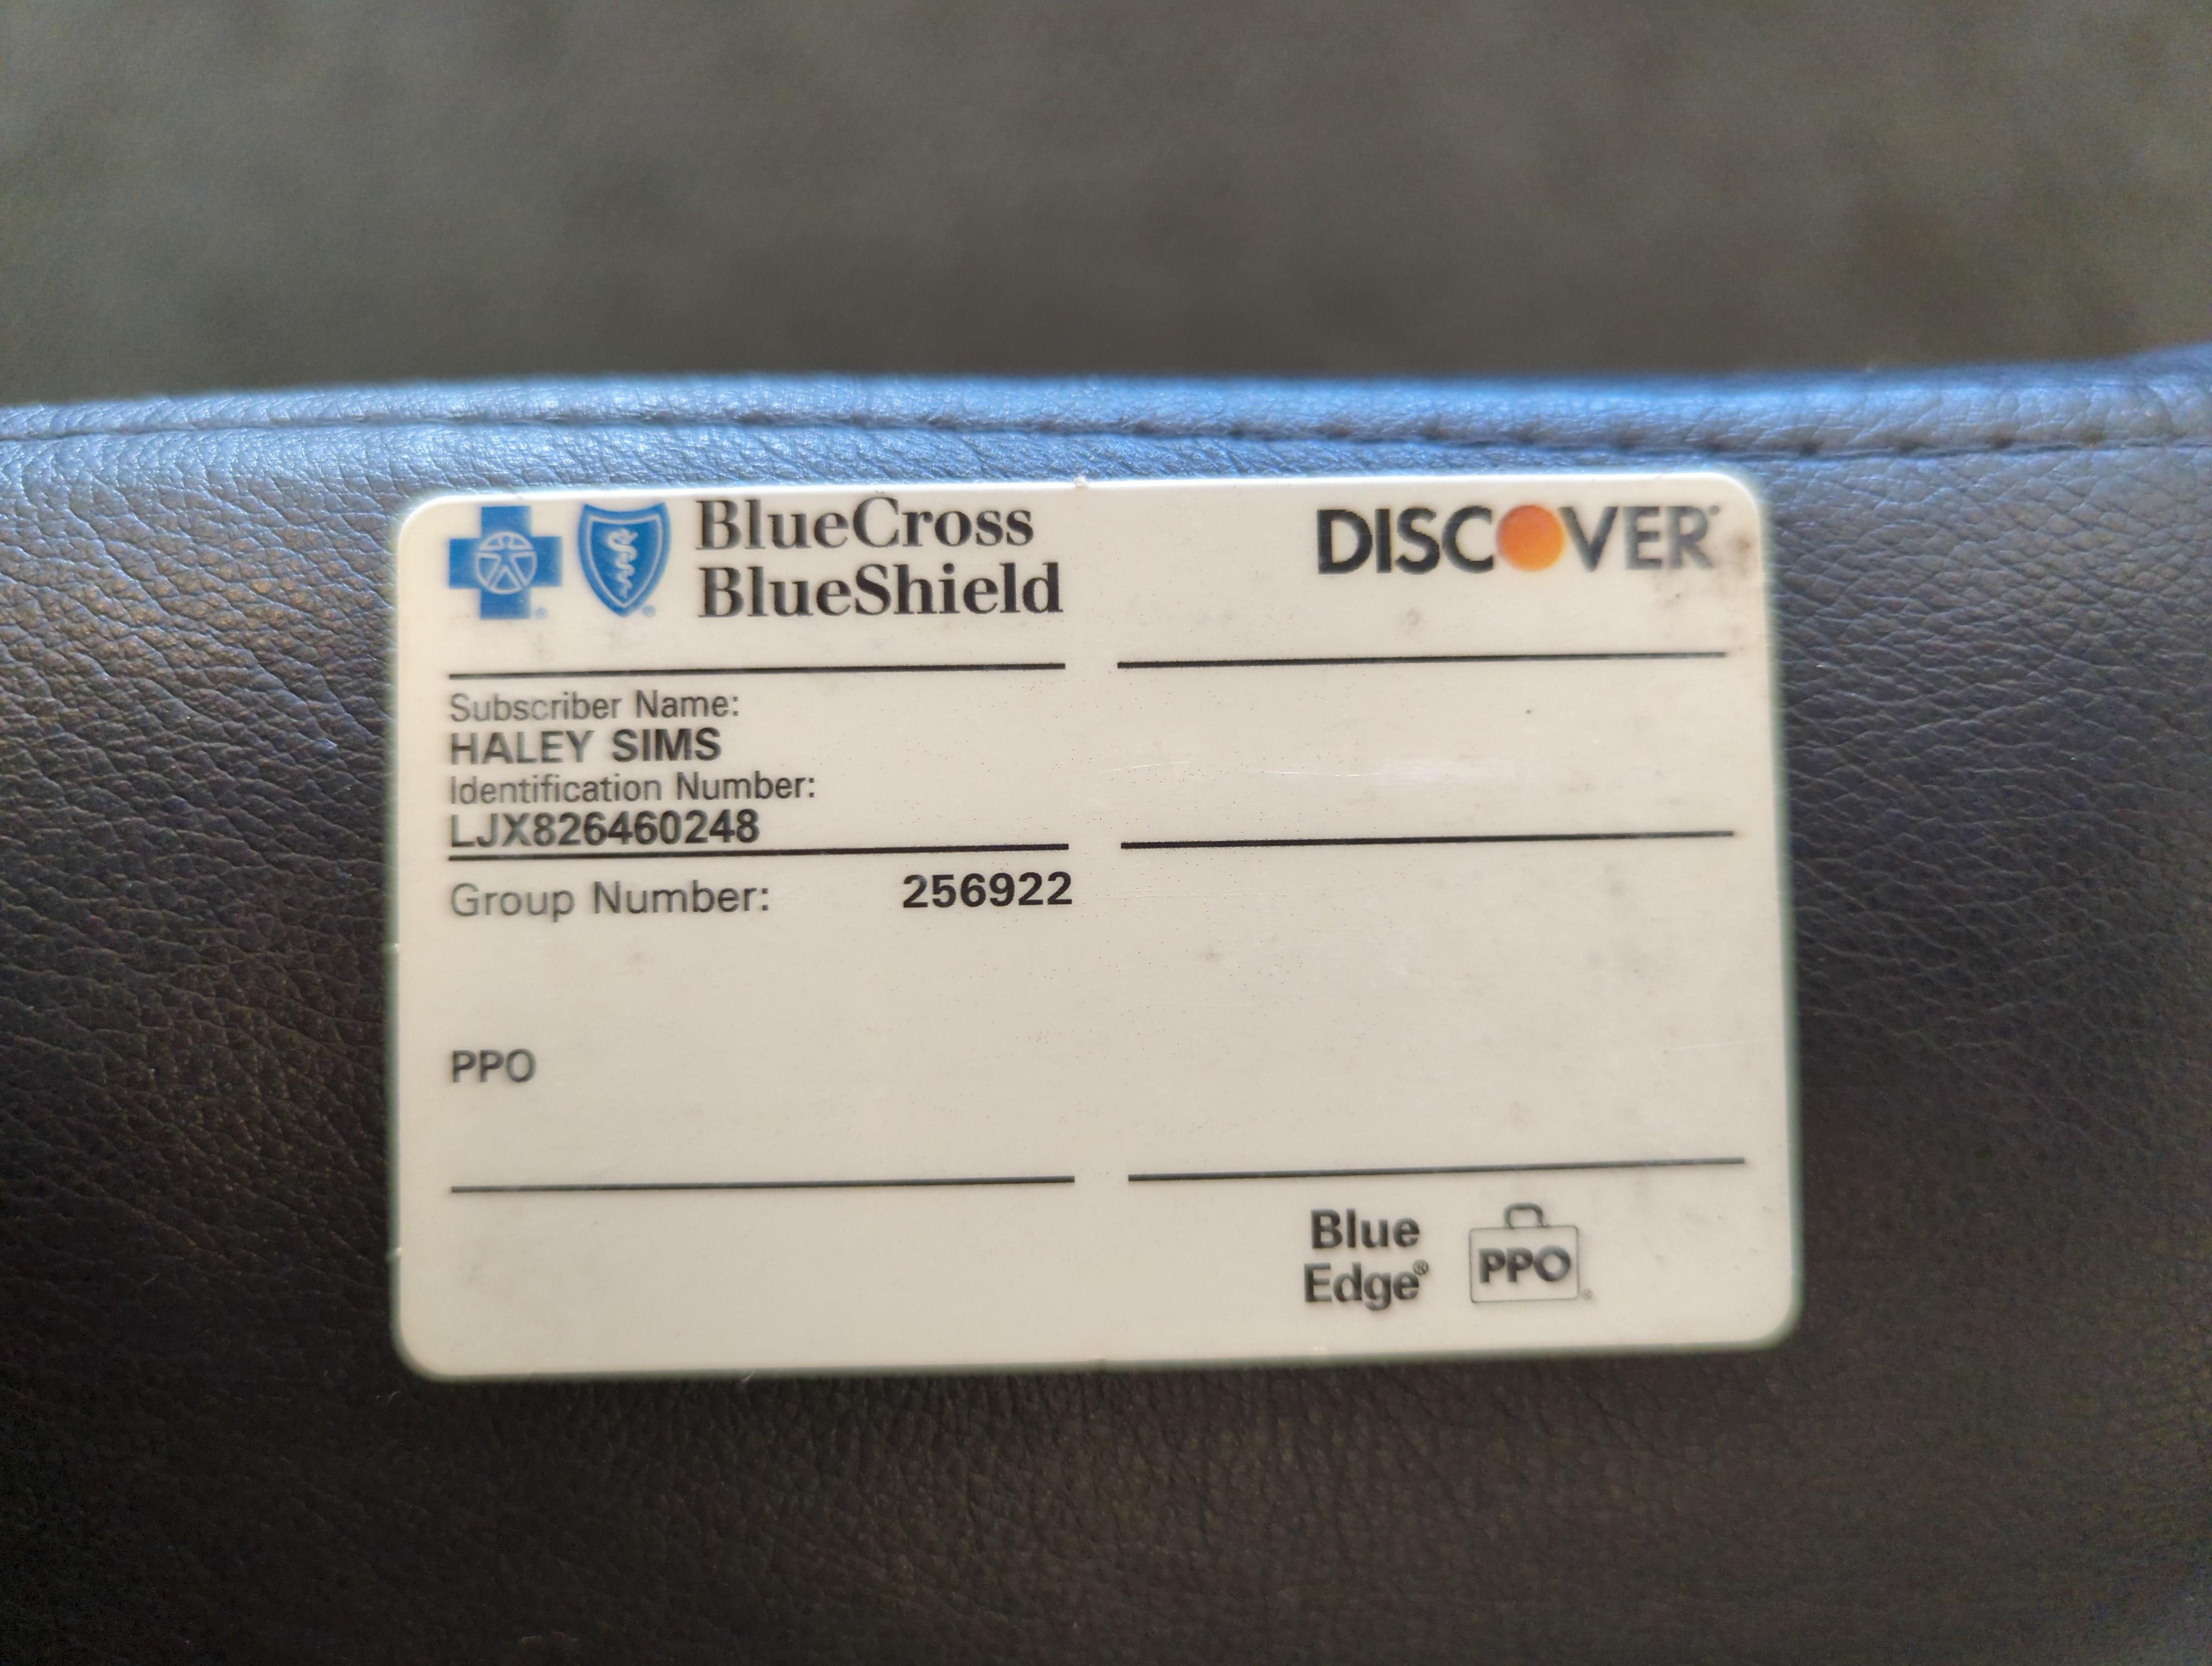 BlueCross
BlueShield
DISCOVER
Subscriber Name:
HALEY SIMS
Identification Number:
LJX826460248
Group Number: 256922
PPO
Blue
Edge®
PPO